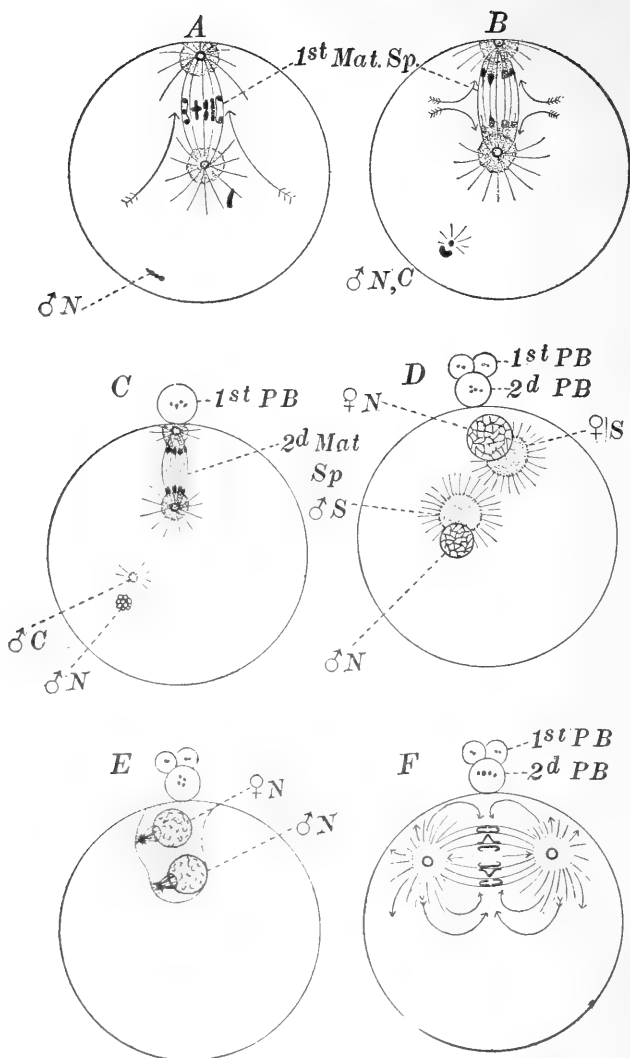 A
B
1st Mat. Sp.
♂N
♂N,C
C
1st PB
2d Mat
Sp
♂C
♂N
D
1st PB
2d PB
♀N
♀S
♂S
♂N
E
♀N
♂N
F
1st PB
2d PB